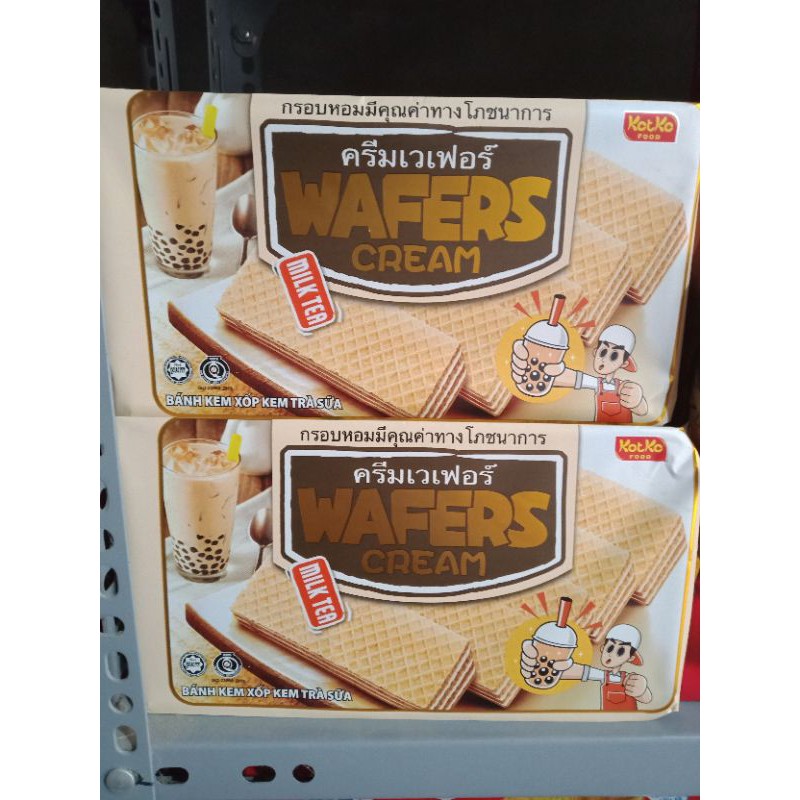 กรอบหอมมีคุณค่าทางโภชนาการ
KotKo
FOOD
ครีมเวเฟอร์
WAFERS
CREAM
MILK TEA
BÁNH KEM XỐP KEM TRÀ SỮA
กรอบหอมมีคุณค่าทางโภชนาการ
KotKo
FOOD
ครีมเวเฟอร์
WAFERS
CREAM
MILK TEA
BÁNH KEM XỐP KEM TRÀ SỮA